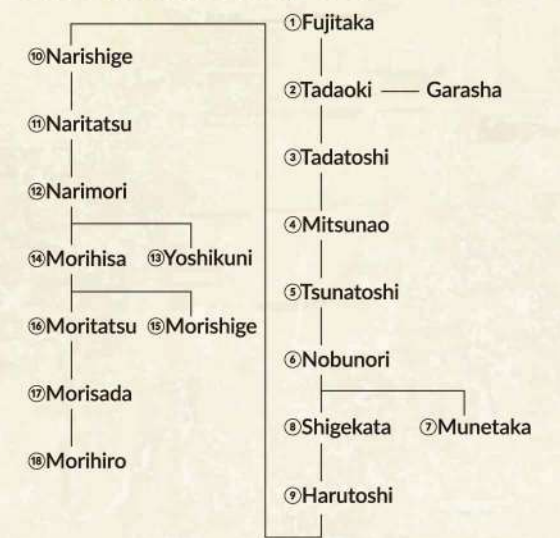 ①Fujitaka
②Tadaoki Garasha
③Tadatoshi
④Mitsunao
⑤Tsunatoshi
⑥Nobunori
⑧Shigekata ⑦Munetaka
⑨Harutoshi
⑩Narishige
⑪Naritatsu
⑫Narimori
⑭Morihisa ⑬Yoshikuni
⑯Moritatsu ⑮Morishige
⑰Morisada
⑱Morihiro